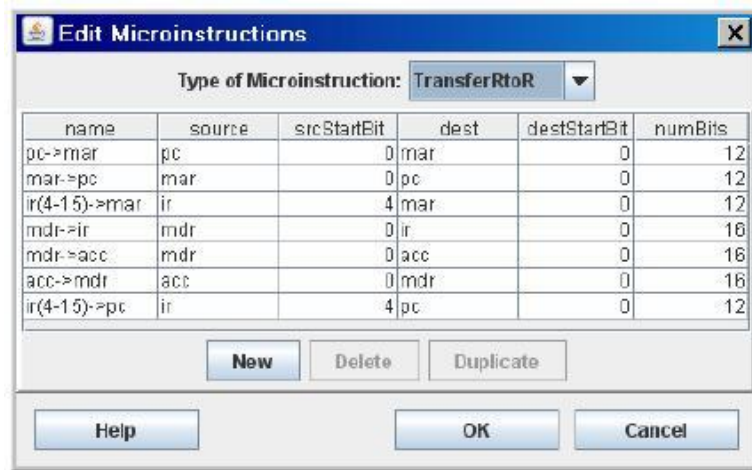 Edit Microinstructions
Type of Microinstruction: TransferRtoR
name source srcStartBit dest destStartBit numBits
pc->mar pc 0 mar 0 12
mar->pc mar 0 pc 0 12
ir(4-15)->mar ir 4 mar 0 12
mdr->ir mdr 0 ir 0 16
mdr->acc mdr 0 acc 0 16
acc->mdr acc 0 mdr 0 16
ir(4-15)->pc ir 4 pc 0 12
New Delete Duplicate
Help OK Cancel